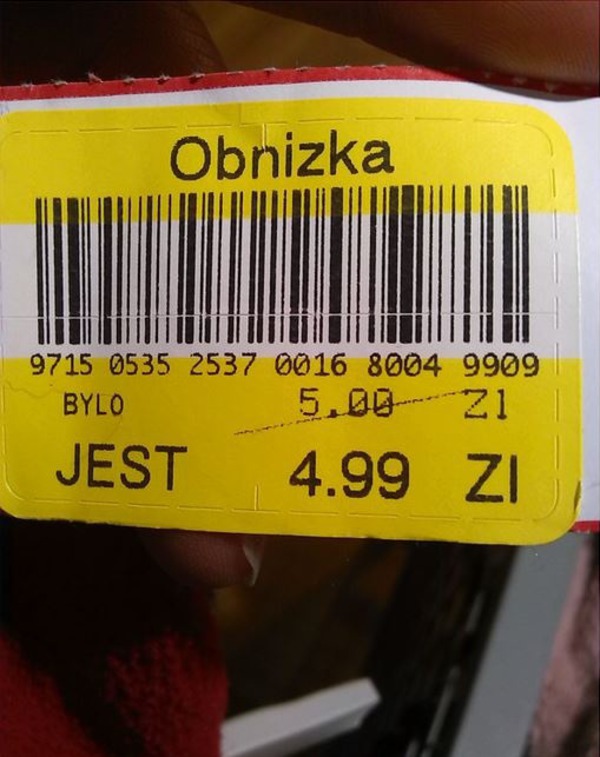 Obnizka
9715 0535 2537 0016 8004 9909
BYLO 5.00 Zl
JEST 4.99 Zl